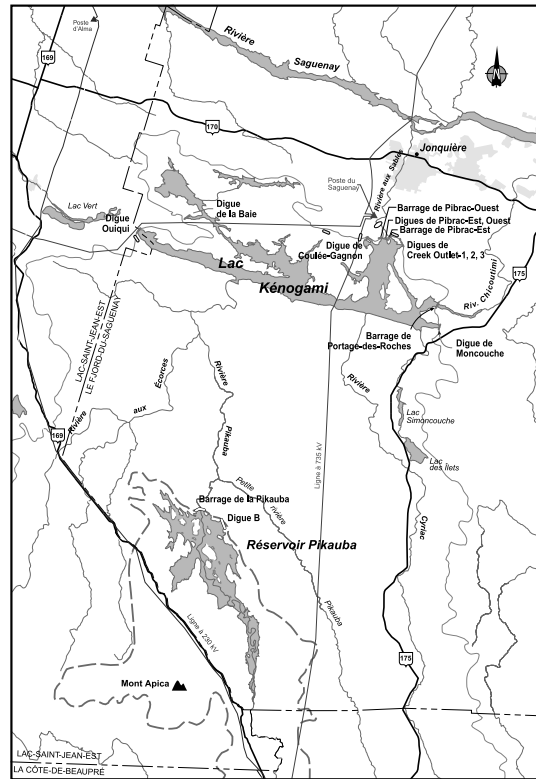 Poste
d'Alma
169
Rivière
Saguenay
N
170
Jonquière
Rivière aux Sables
Poste du
Saguenay
Lac Vert
Digue
de la Baie
Digue
Ouiqui
Barrage de Pibrac-Ouest
Digues de Pibrac-Est, Ouest
Barrage de Pibrac-Est
Digue de
Coulée-Gagnon
Digues de
Creek Outlet-1, 2, 3
175
Lac
Kénogami
Riv. Chicoutimi
Barrage de
Portage-des-Roches
Digue de
Moncouche
LAC-SAINT-JEAN-EST
LE FJORD-DU-SAGUENAY
Rivière
aux
Écorces
Rivière
Pikauba
Rivière
Lac
Simoncouche
Lac
des Îlets
169
Ligne à 735 kV
Petite
rivière
Pikauba
Barrage de la Pikauba
Digue B
Réservoir Pikauba
Cyriac
Ligne à 230 kV
175
Mont Apica
LAC-SAINT-JEAN-EST
LA CÔTE-DE-BEAUPRÉ